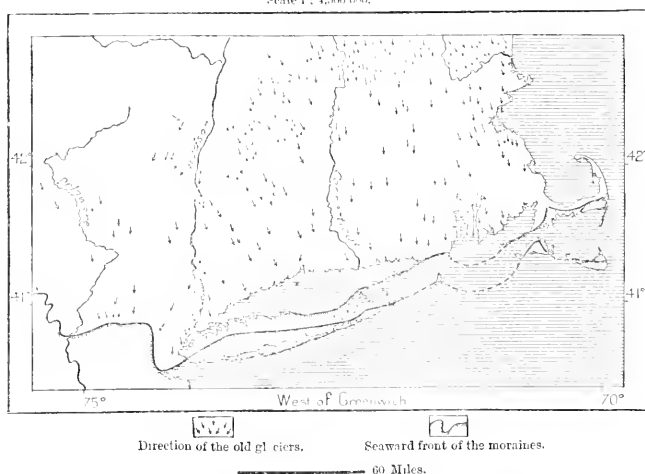 42°
42°
41°
41°
75°
West of Greenwich
70°
Direction of the old gl ciers.
Seaward front of the moraines.
60 Miles.